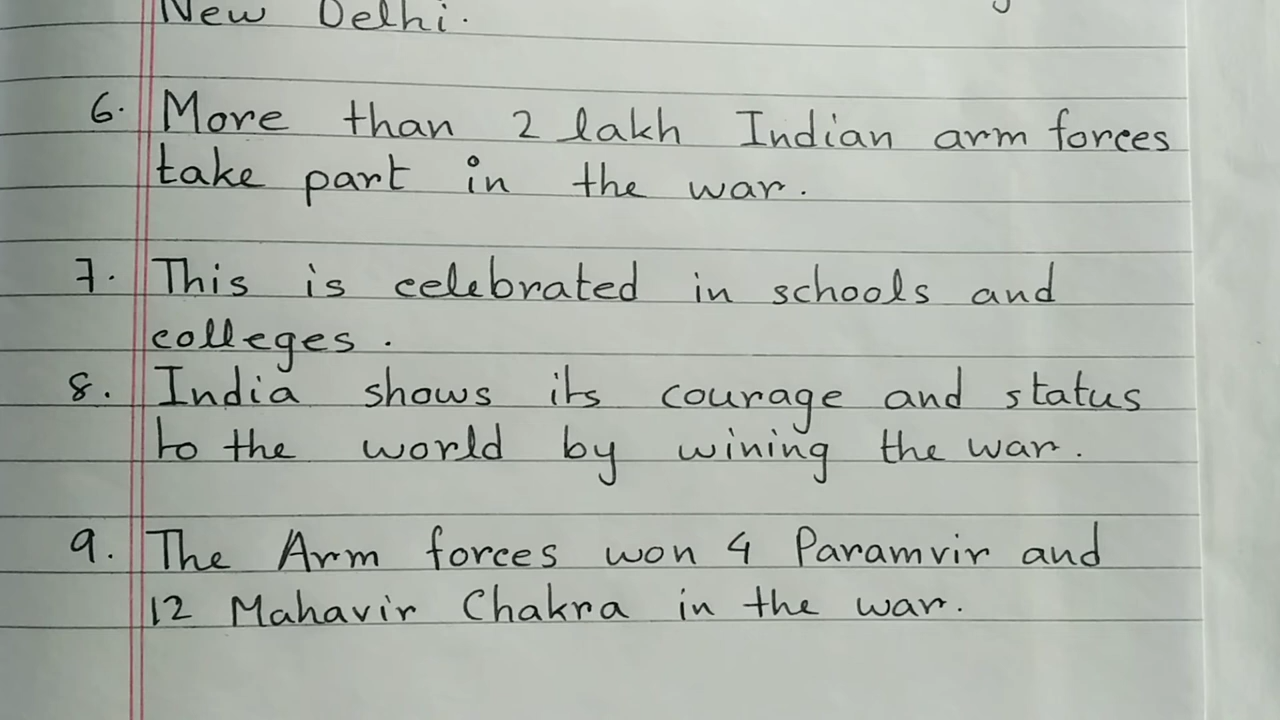 New Delhi.
6. More than 2 lakh Indian arm forces
take part in the war.
7. This is celebrated in schools and
colleges.
8. India shows its courage and status
to the world by wining the war.
9. The Arm forces won 4 Paramvir and
12 Mahavir Chakra in the war.